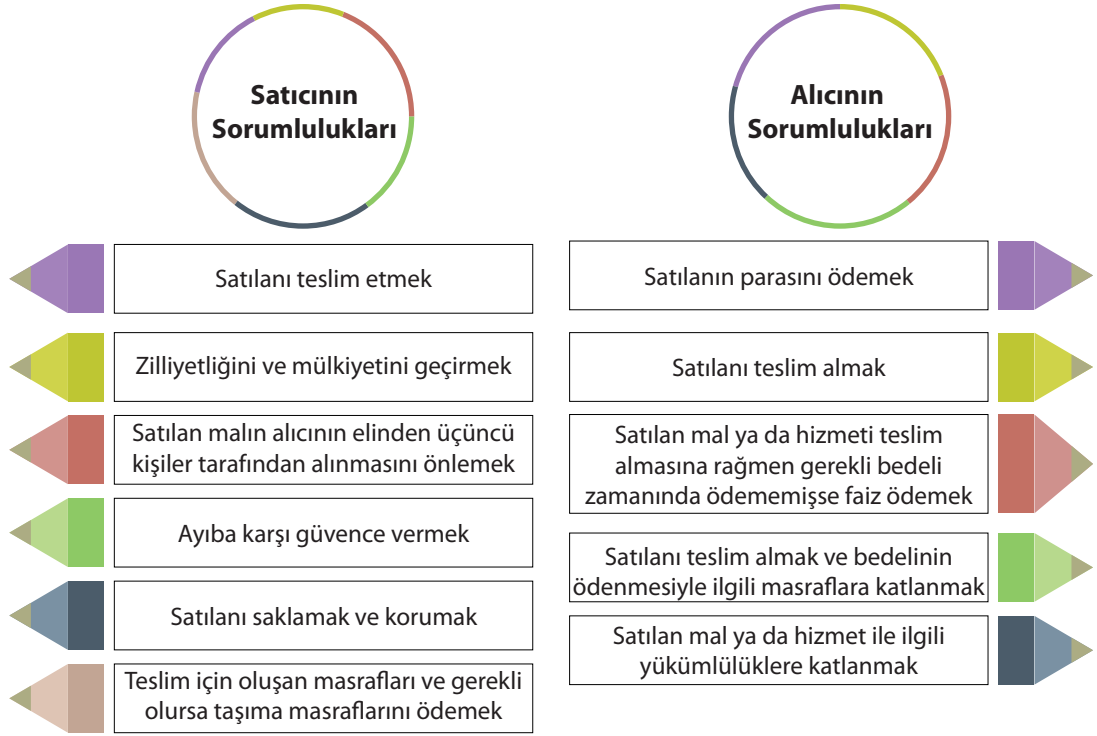 Satıcının
Sorumlulukları
Satılanı teslim etmek
Zilliyetliğini ve mülkiyetini geçirmek
Satılan malın alıcının elinden üçüncü
kişiler tarafından alınmasını önlemek
Ayıba karşı güvence vermek
Satılanı saklamak ve korumak
Teslim için oluşan masrafları ve gerekli
olursa taşıma masraflarını ödemek
Alıcının
Sorumlulukları
Satılanın parasını ödemek
Satılanı teslim almak
Satılan mal ya da hizmeti teslim
almasına rağmen gerekli bedeli
zamanında ödememişse faiz ödemek
Satılanı teslim almak ve bedelinin
ödenmesiyle ilgili masraflara katlanmak
Satılan mal ya da hizmet ile ilgili
yükümlülüklere katlanmak